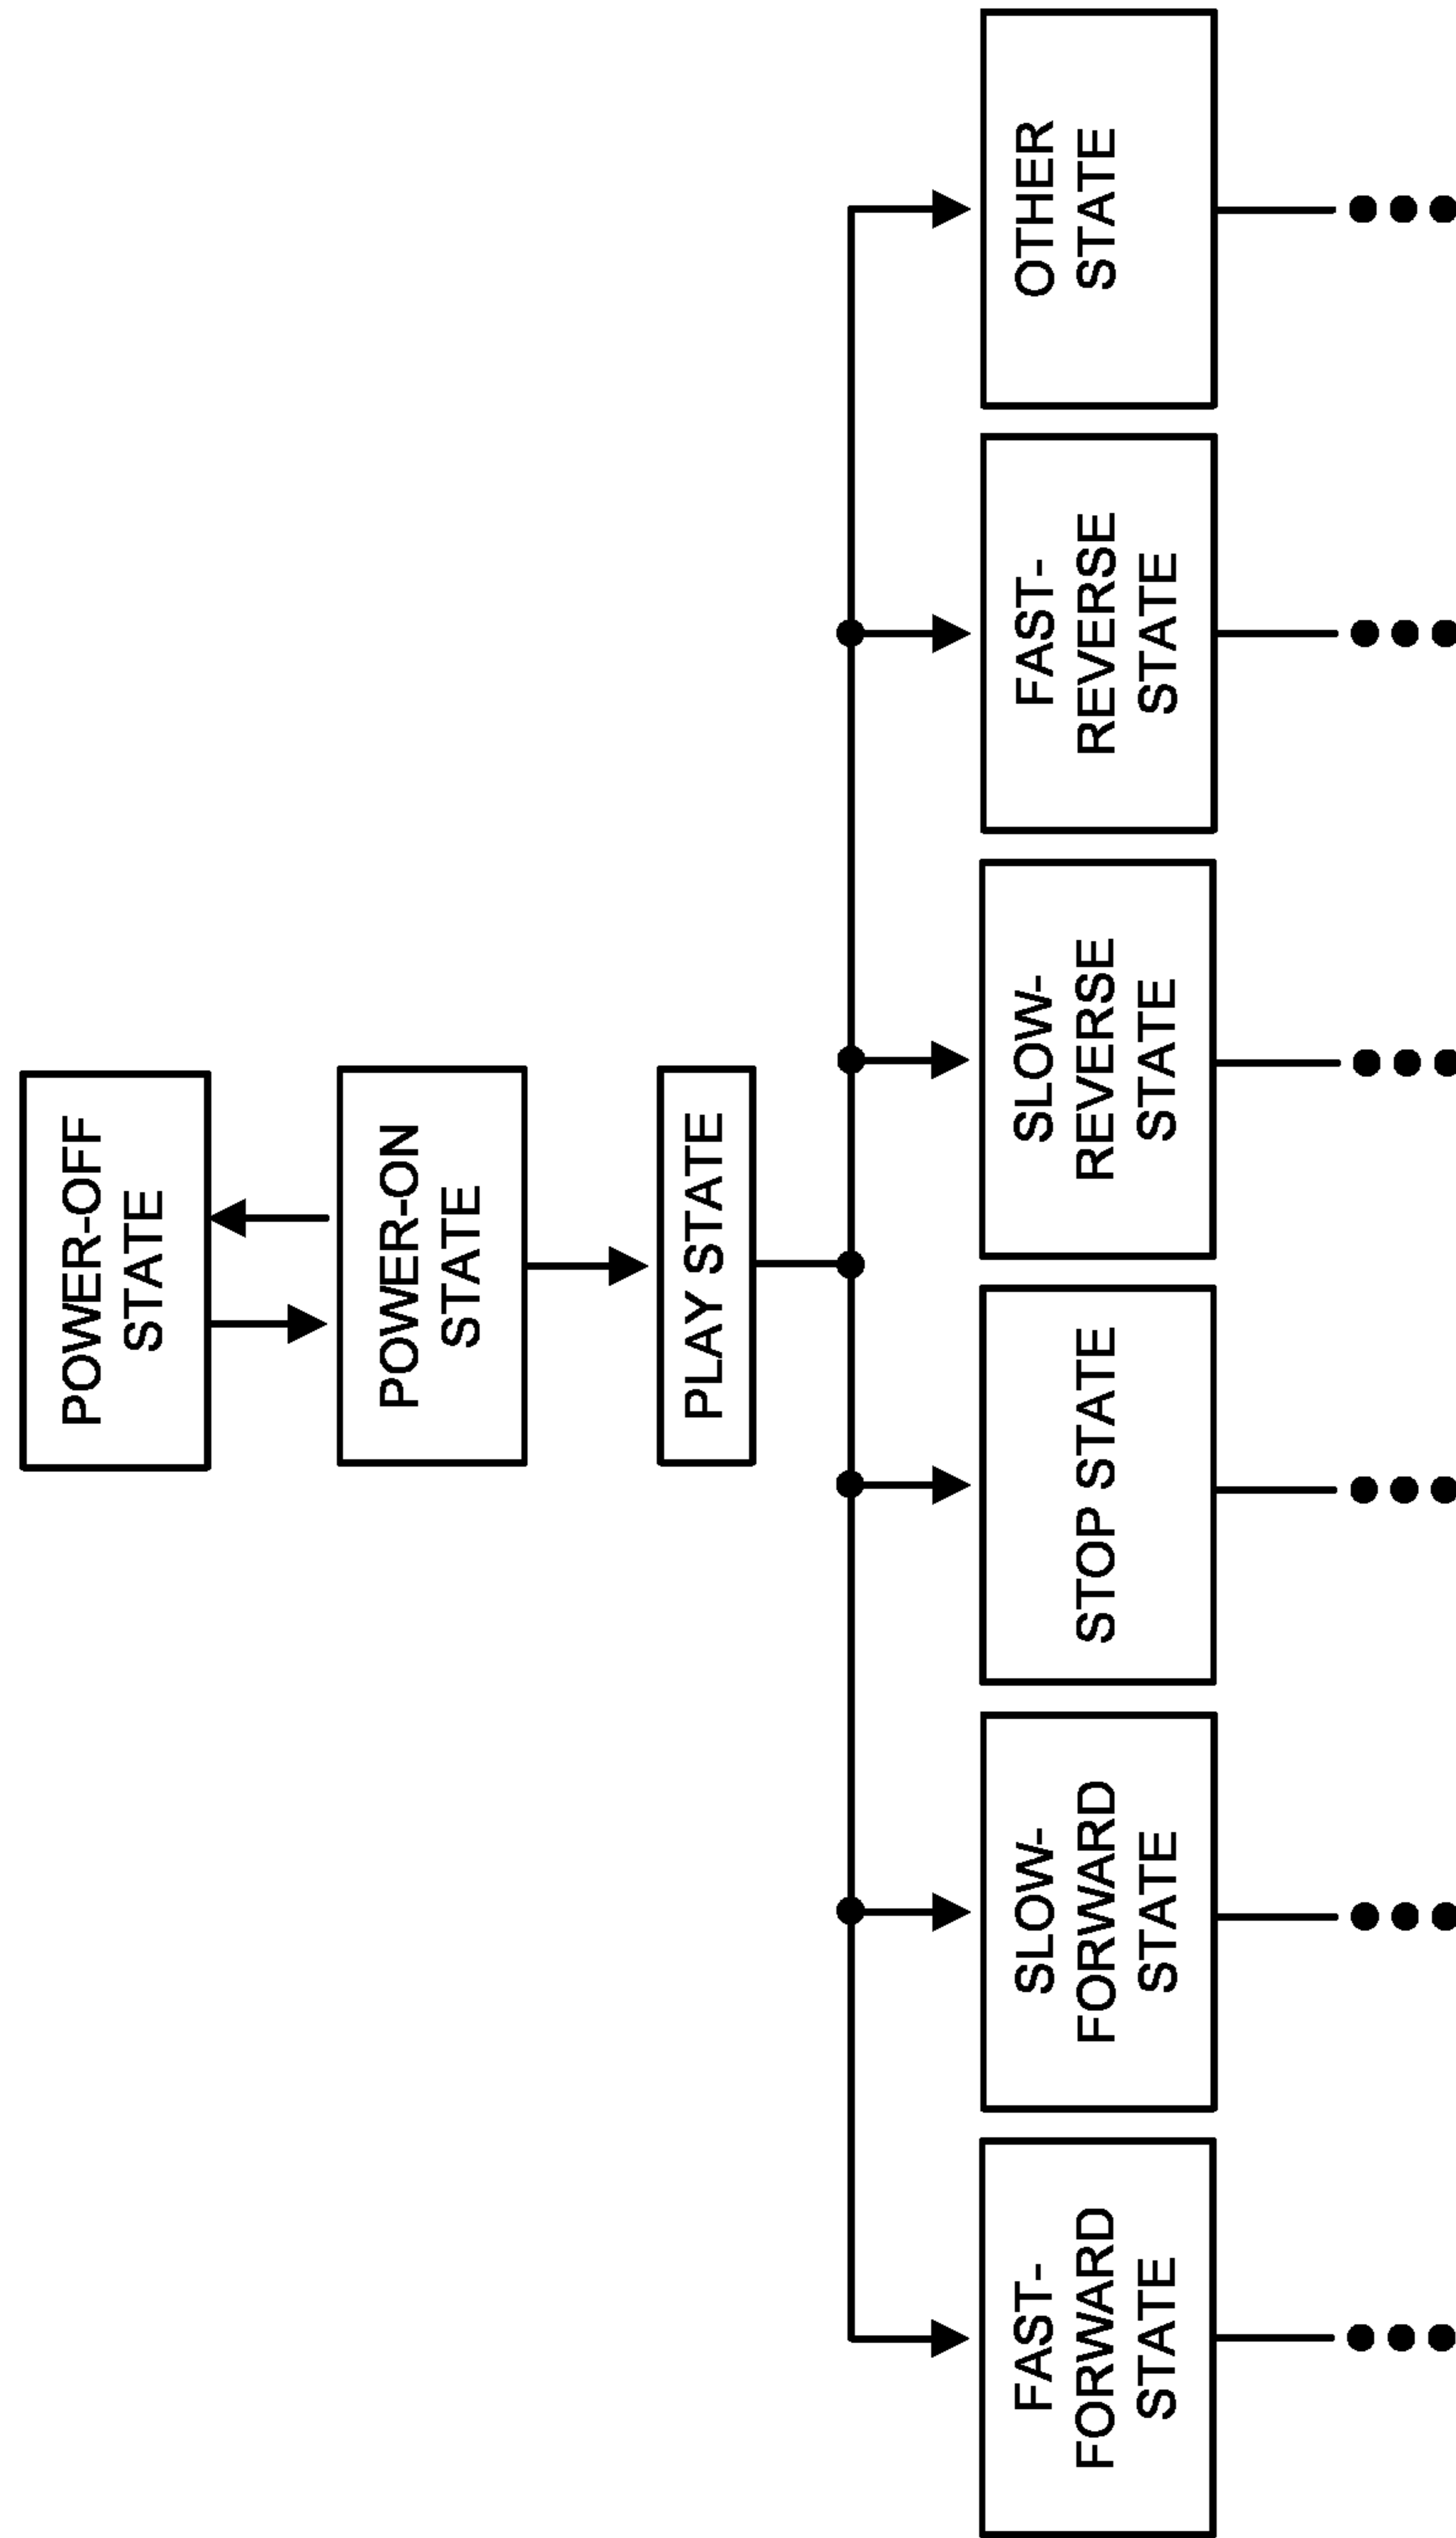 POWER-OFF
STATE
POWER-ON
STATE
PLAY STATE
FAST-
FORWARD
STATE
SLOW-
FORWARD
STATE
STOP STATE
SLOW-
REVERSE
STATE
FAST-
REVERSE
STATE
OTHER
STATE